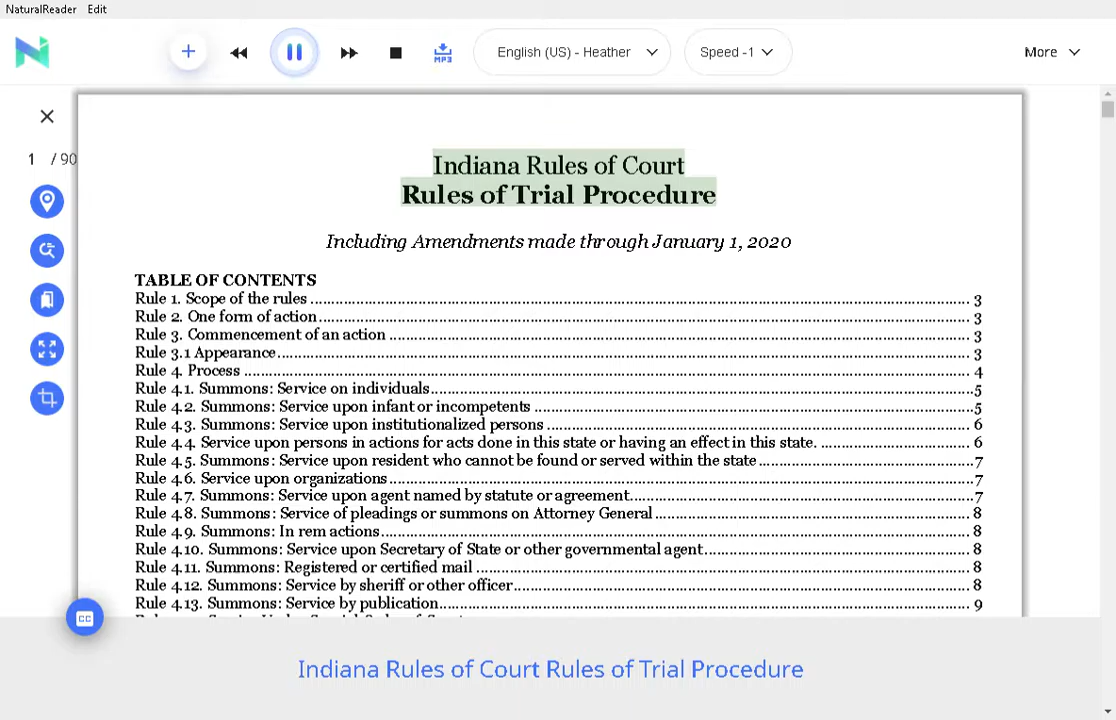 NaturalReader Edit
MP3
English (US) - Heather
Speed -1
More
1 / 90
Indiana Rules of Court
Rules of Trial Procedure
Including Amendments made through January 1, 2020
TABLE OF CONTENTS
Rule 1. Scope of the rules 3
Rule 2. One form of action 3
Rule 3. Commencement of an action 3
Rule 3.1 Appearance 3
Rule 4. Process 4
Rule 4.1. Summons: Service on individuals 5
Rule 4.2. Summons: Service upon infant or incompetents 5
Rule 4.3. Summons: Service upon institutionalized persons 6
Rule 4.4. Service upon persons in actions for acts done in this state or having an effect in this state. 6
Rule 4.5. Summons: Service upon resident who cannot be found or served within the state 7
Rule 4.6. Service upon organizations 7
Rule 4.7. Summons: Service upon agent named by statute or agreement 7
Rule 4.8. Summons: Service of pleadings or summons on Attorney General 8
Rule 4.9. Summons: In rem actions 8
Rule 4.10. Summons: Service upon Secretary of State or other governmental agent 8
Rule 4.11. Summons: Registered or certified mail 8
Rule 4.12. Summons: Service by sheriff or other officer 8
Rule 4.13. Summons: Service by publication 9
CC
Indiana Rules of Court Rules of Trial Procedure